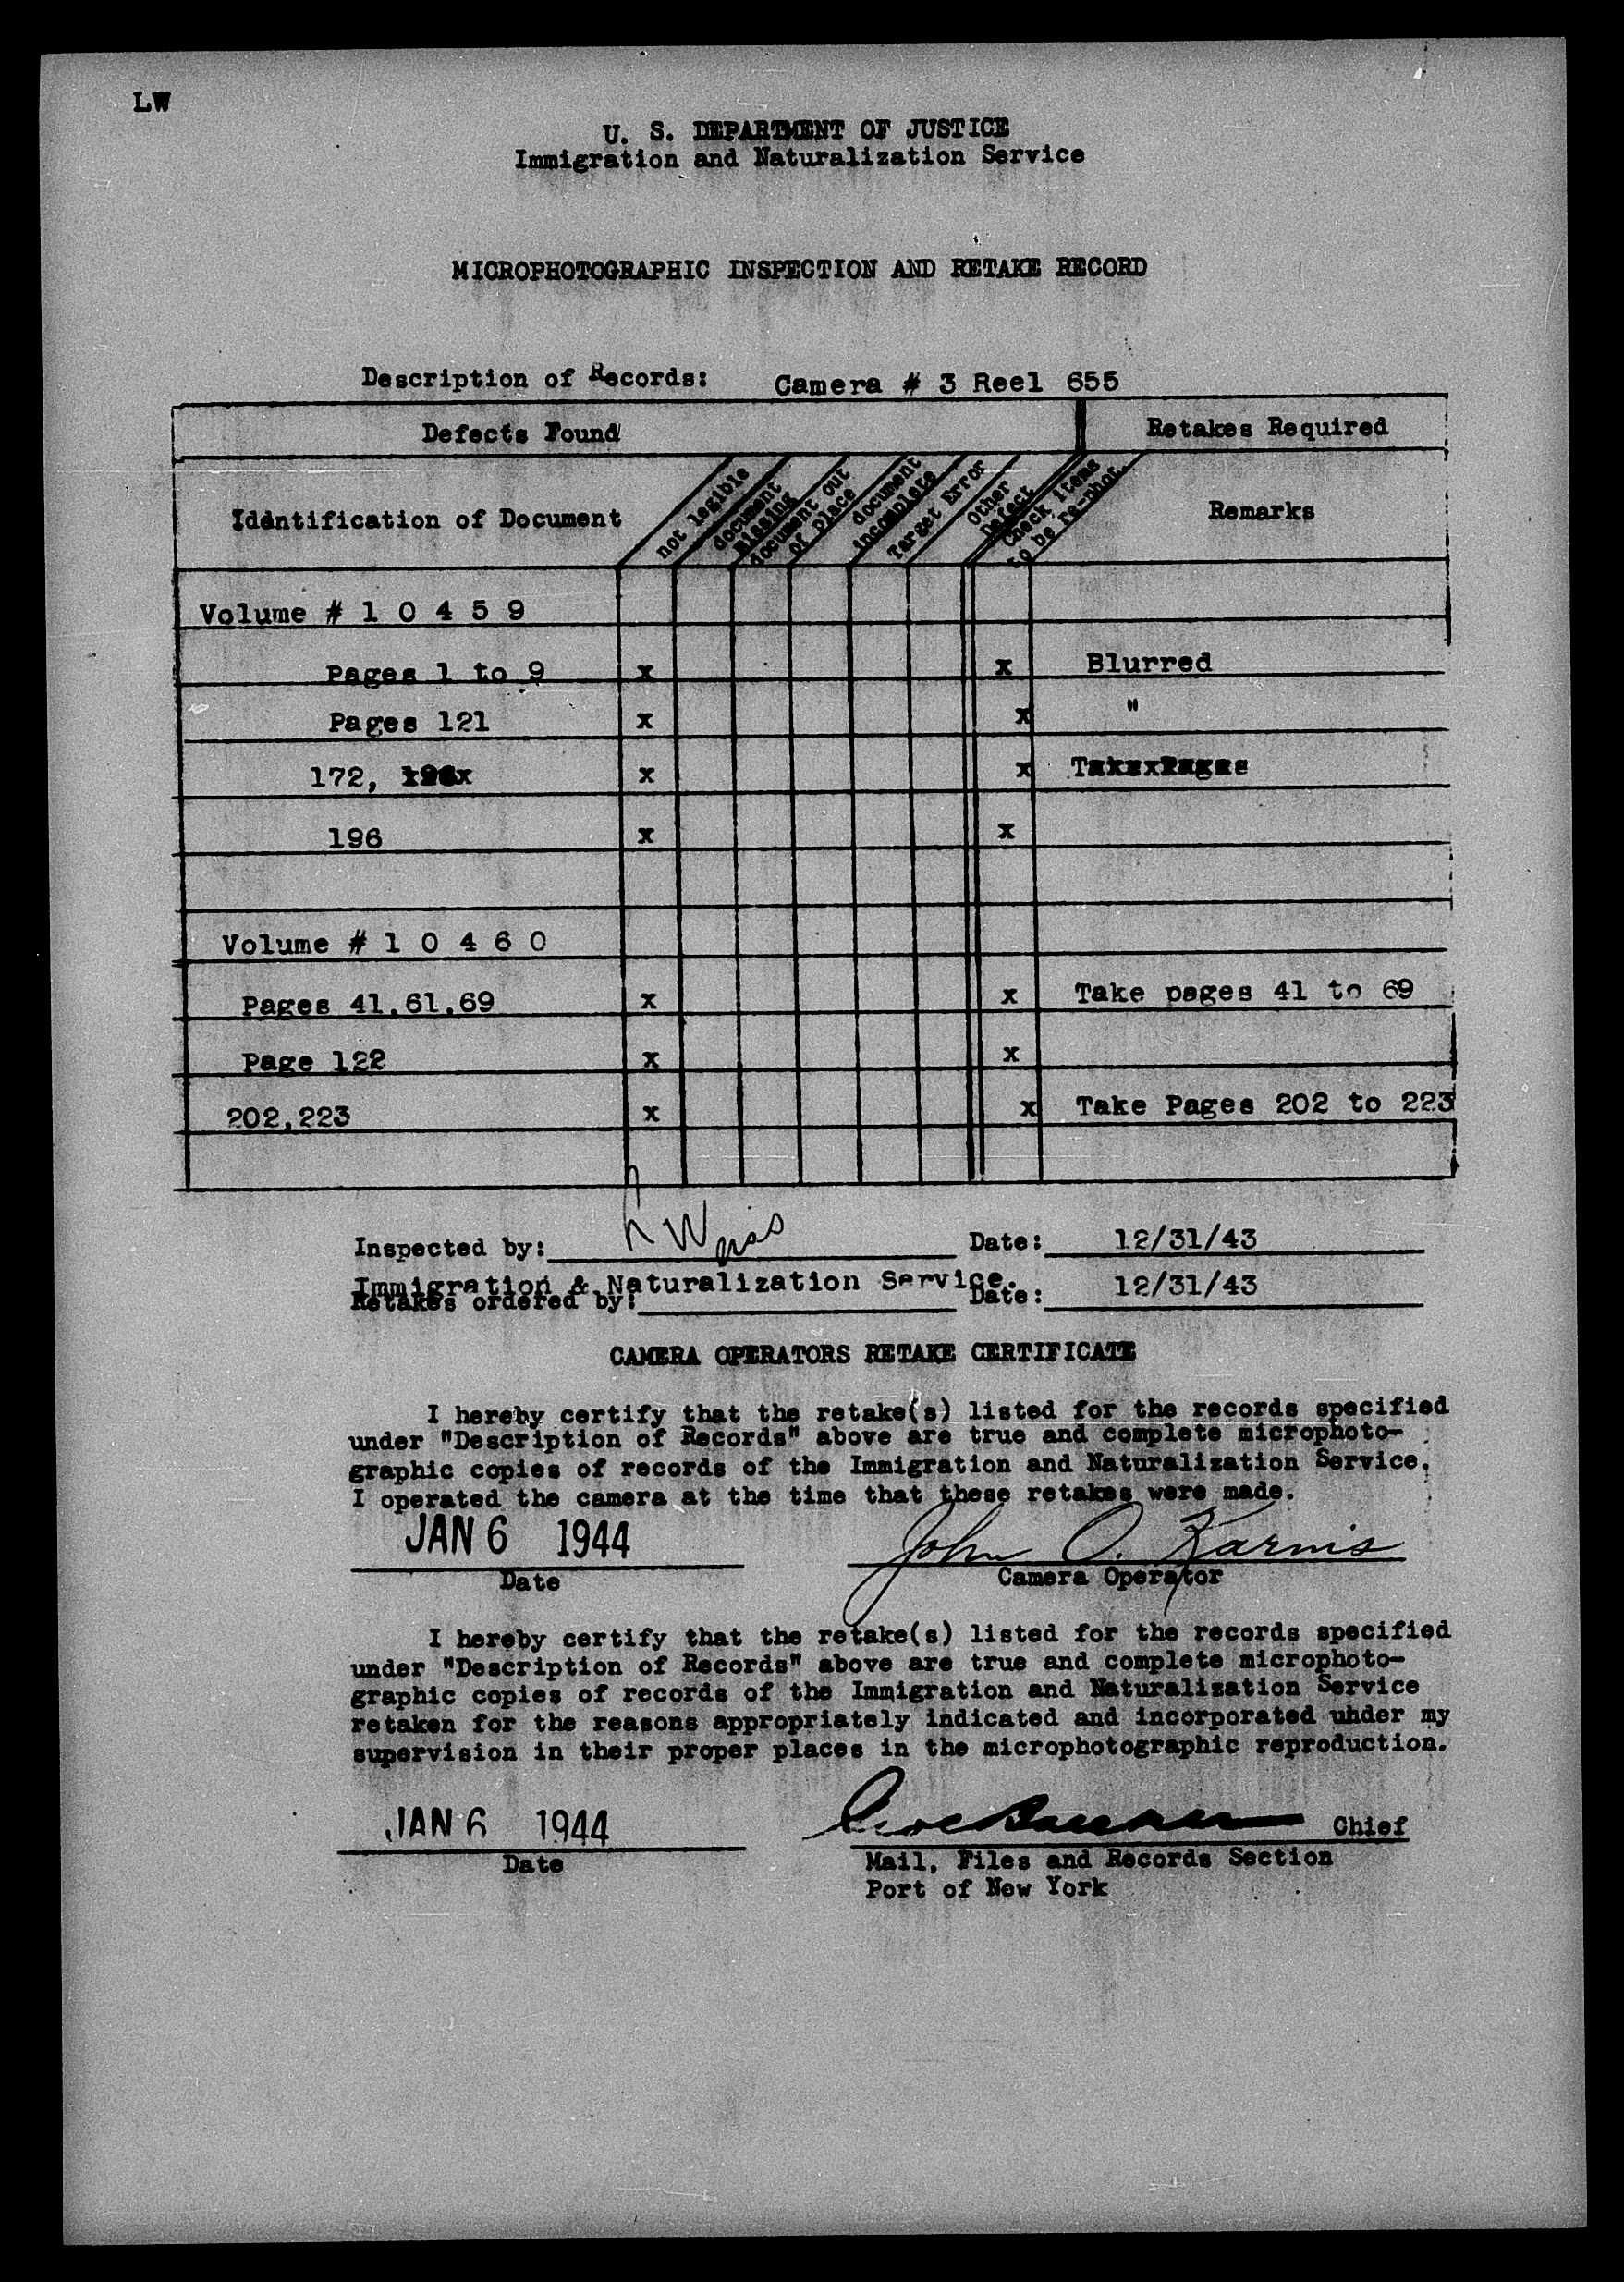 LW
U. S. DEPARTMENT OF JUSTICE
Immigration and Naturalization Service
MICROPHOTOGRAPHIC INSPECTION AND RETAKE RECORD
Description of Records: Camera # 3 Reel 655
Defects Found Retakes Required
Identification of Document
not legible
document missing
document out of place
document incomplete
Target Error
Other Defect
Check items to be re-phot.
Remarks
Volume # 1 0 4 5 9
Pages 1 to 9 x x Blurred
Pages 121 x x "
172, x x
196 x x
Volume # 1 0 4 6 0
Pages 41,61,69 x x Take pages 41 to 69
Page 122 x x
202,223 x x Take Pages 202 to 223
Inspected by: Date: 12/31/43
Immigration & Naturalization Service.
Retakes ordered by: Date: 12/31/43
CAMERA OPERATORS RETAKE CERTIFICATE
I hereby certify that the retake(s) listed for the records specified
under "Description of Records" above are true and complete microphoto-
graphic copies of records of the Immigration and Naturalization Service.
I operated the camera at the time that these retakes were made.
JAN 6 1944 John O. Karnis
Date Camera Operator
I hereby certify that the retake(s) listed for the records specified
under "Description of Records" above are true and complete microphoto-
graphic copies of records of the Immigration and Naturalization Service
retaken for the reasons appropriately indicated and incorporated under my
supervision in their proper places in the microphotographic reproduction.
JAN 6 1944 Chief
Date Mail, Files and Records Section
Port of New York